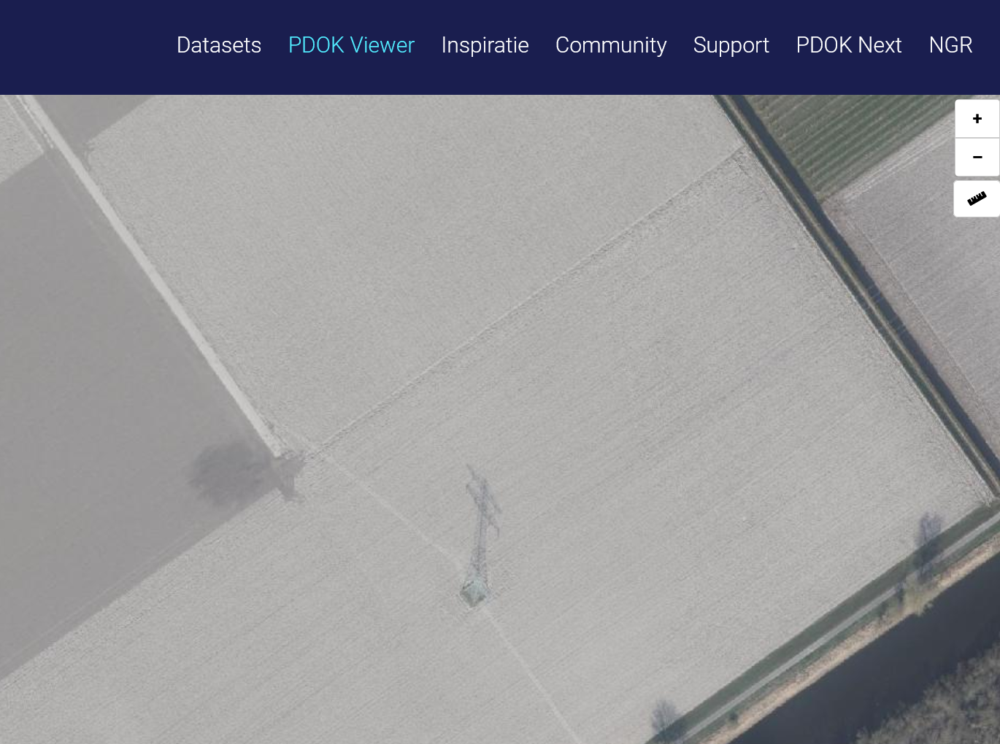 Datasets PDOK Viewer Inspiratie Community Support PDOK Next NGR
+
−